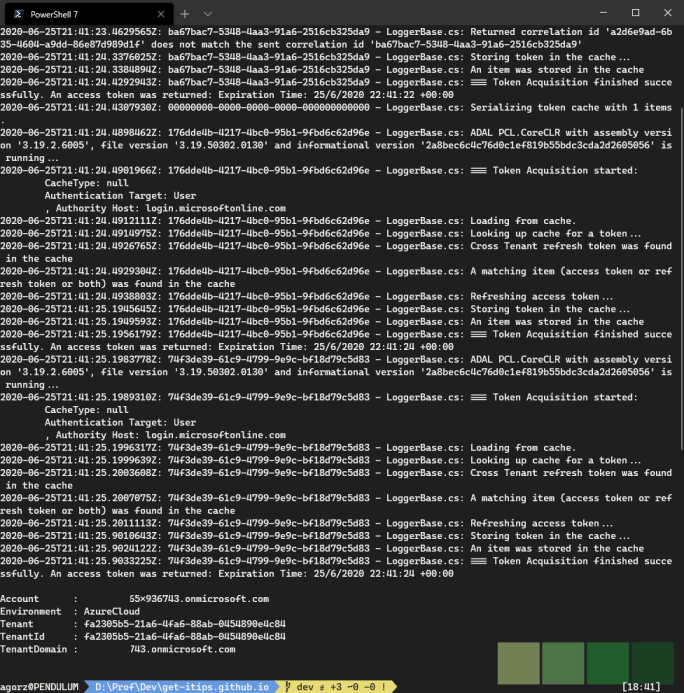 PowerShell 7
2020-06-25T21:41:23.4629565Z: ba67bac7-5348-4aa3-91a6-2516cb325da9 - LoggerBase.cs: Returned correlation id 'a2d6e9ad-6b
35-4604-a9dd-86e87d989d1f' does not match the sent correlation id 'ba67bac7-5348-4aa3-91a6-2516cb325da9'
2020-06-25T21:41:24.3376025Z: ba67bac7-5348-4aa3-91a6-2516cb325da9 - LoggerBase.cs: Storing token in the cache...
2020-06-25T21:41:24.3384894Z: ba67bac7-5348-4aa3-91a6-2516cb325da9 - LoggerBase.cs: An item was stored in the cache
2020-06-25T21:41:24.4292943Z: ba67bac7-5348-4aa3-91a6-2516cb325da9 - LoggerBase.cs: === Token Acquisition finished succe
ssfully. An access token was returned: Expiration Time: 25/6/2020 22:41:22 +00:00
2020-06-25T21:41:24.4307930Z: 00000000-0000-0000-0000-000000000000 - LoggerBase.cs: Serializing token cache with 1 items
.
2020-06-25T21:41:24.4898462Z: 176dde4b-4217-4bc0-95b1-9fbd6c62d96e - LoggerBase.cs: ADAL PCL.CoreCLR with assembly versi
on '3.19.2.6005', file version '3.19.50302.0130' and informational version '2a8bec6c4c76d0c1ef819b55bdc3cda2d2605056' is
running...
2020-06-25T21:41:24.4901966Z: 176dde4b-4217-4bc0-95b1-9fbd6c62d96e - LoggerBase.cs: === Token Acquisition started:
CacheType: null
Authentication Target: User
, Authority Host: login.microsoftonline.com
2020-06-25T21:41:24.4912111Z: 176dde4b-4217-4bc0-95b1-9fbd6c62d96e - LoggerBase.cs: Loading from cache.
2020-06-25T21:41:24.4914975Z: 176dde4b-4217-4bc0-95b1-9fbd6c62d96e - LoggerBase.cs: Looking up cache for a token...
2020-06-25T21:41:24.4926765Z: 176dde4b-4217-4bc0-95b1-9fbd6c62d96e - LoggerBase.cs: Cross Tenant refresh token was found
in the cache
2020-06-25T21:41:24.4929304Z: 176dde4b-4217-4bc0-95b1-9fbd6c62d96e - LoggerBase.cs: A matching item (access token or ref
resh token or both) was found in the cache
2020-06-25T21:41:24.4938803Z: 176dde4b-4217-4bc0-95b1-9fbd6c62d96e - LoggerBase.cs: Refreshing access token...
2020-06-25T21:41:25.1945645Z: 176dde4b-4217-4bc0-95b1-9fbd6c62d96e - LoggerBase.cs: Storing token in the cache...
2020-06-25T21:41:25.1949593Z: 176dde4b-4217-4bc0-95b1-9fbd6c62d96e - LoggerBase.cs: An item was stored in the cache
2020-06-25T21:41:25.1956179Z: 176dde4b-4217-4bc0-95b1-9fbd6c62d96e - LoggerBase.cs: === Token Acquisition finished succe
ssfully. An access token was returned: Expiration Time: 25/6/2020 22:41:24 +00:00
2020-06-25T21:41:25.1983778Z: 74f3de39-61c9-4799-9e9c-bf18d79c5d83 - LoggerBase.cs: ADAL PCL.CoreCLR with assembly versi
on '3.19.2.6005', file version '3.19.50302.0130' and informational version '2a8bec6c4c76d0c1ef819b55bdc3cda2d2605056' is
running...
2020-06-25T21:41:25.1989310Z: 74f3de39-61c9-4799-9e9c-bf18d79c5d83 - LoggerBase.cs: === Token Acquisition started:
CacheType: null
Authentication Target: User
, Authority Host: login.microsoftonline.com
2020-06-25T21:41:25.1996317Z: 74f3de39-61c9-4799-9e9c-bf18d79c5d83 - LoggerBase.cs: Loading from cache.
2020-06-25T21:41:25.1999639Z: 74f3de39-61c9-4799-9e9c-bf18d79c5d83 - LoggerBase.cs: Looking up cache for a token...
2020-06-25T21:41:25.2003608Z: 74f3de39-61c9-4799-9e9c-bf18d79c5d83 - LoggerBase.cs: Cross Tenant refresh token was found
in the cache
2020-06-25T21:41:25.2007075Z: 74f3de39-61c9-4799-9e9c-bf18d79c5d83 - LoggerBase.cs: A matching item (access token or ref
resh token or both) was found in the cache
2020-06-25T21:41:25.2011113Z: 74f3de39-61c9-4799-9e9c-bf18d79c5d83 - LoggerBase.cs: Refreshing access token...
2020-06-25T21:41:25.9010643Z: 74f3de39-61c9-4799-9e9c-bf18d79c5d83 - LoggerBase.cs: Storing token in the cache...
2020-06-25T21:41:25.9024122Z: 74f3de39-61c9-4799-9e9c-bf18d79c5d83 - LoggerBase.cs: An item was stored in the cache
2020-06-25T21:41:25.9033225Z: 74f3de39-61c9-4799-9e9c-bf18d79c5d83 - LoggerBase.cs: === Token Acquisition finished succe
ssfully. An access token was returned: Expiration Time: 25/6/2020 22:41:24 +00:00
Account : 65×936743.onmicrosoft.com
Environment : AzureCloud
Tenant : fa2305b5-21a6-4fa6-88ab-0454890e4c84
TenantId : fa2305b5-21a6-4fa6-88ab-0454890e4c84
TenantDomain : 743.onmicrosoft.com
agorz@PENDULUM D:\Prof\Dev\get-itips.github.io dev ≢ +3 ~0 -0 ! [18:41]